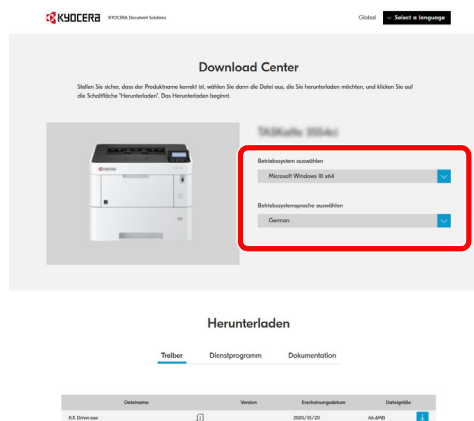 KYOCERA KYOCERA Document Solutions
Global Select a language
Download Center
Stellen Sie sicher, dass der Produktname korrekt ist, wählen Sie dann die Datei aus, die Sie herunterladen möchten, und klicken Sie auf
die Schaltfläche "Herunterladen". Das Herunterladen beginnt.
Betriebssystem auswählen
Microsoft Windows 10 x64
Betriebssystemsprache auswählen
German
Herunterladen
Treiber Dienstprogramm Dokumentation
Dateiname Version Erscheinungsdatum Dateigröße
KX Driver.exe 2020/10/20 66.4MB